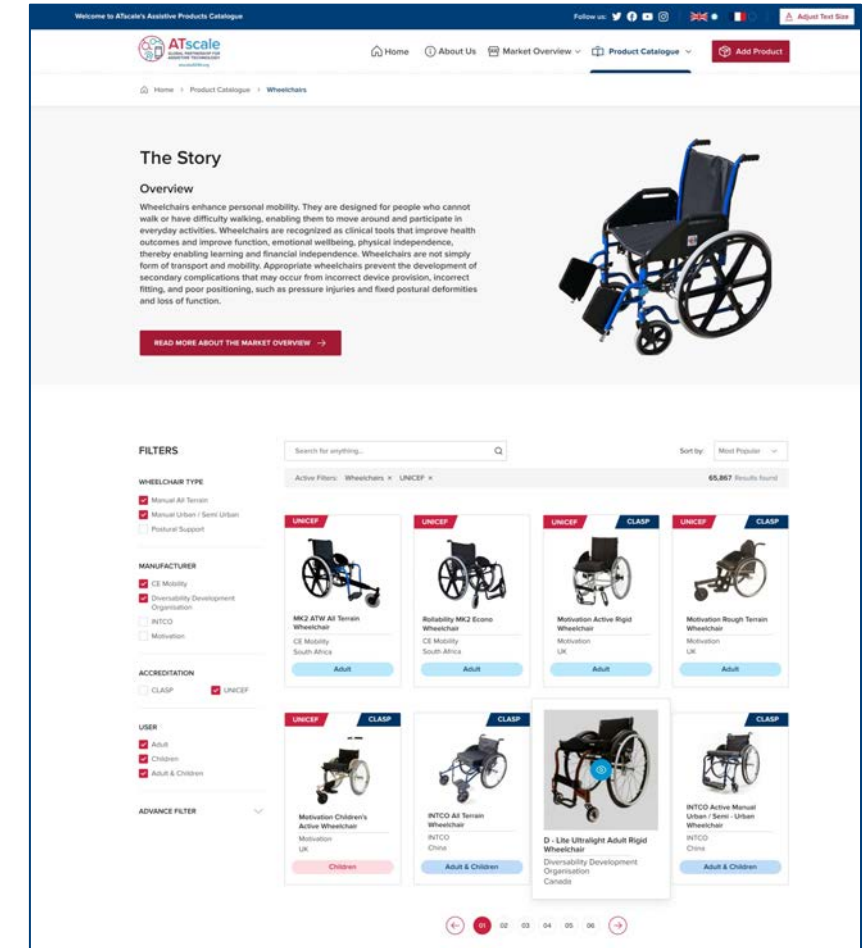 Welcome to ATscale's Assistive Products Catalogue
Follow us:
Adjust Text Size
ATscale
GLOBAL PARTNERSHIP FOR
ASSISTIVE TECHNOLOGY
Home
About Us
Market Overview
Product Catalogue
Add Product
Home > Product Catalogue > Wheelchairs
The Story
Overview
Wheelchairs enhance personal mobility. They are designed for people who cannot
walk or have difficulty walking, enabling them to move around and participate in
everyday activities. Wheelchairs are recognized as clinical tools that improve health
outcomes and improve function, emotional wellbeing, physical independence,
thereby enabling learning and financial independence. Wheelchairs are not simply
form of transport and mobility. Appropriate wheelchairs prevent the development of
secondary complications that may occur from incorrect device provision, incorrect
fitting, and poor positioning, such as pressure injuries and fixed postural deformities
and loss of function.
READ MORE ABOUT THE MARKET OVERVIEW →
FILTERS
WHEELCHAIR TYPE
Manual All Terrain
Manual Urban / Semi Urban
Postural Support
MANUFACTURER
CE Mobility
Diversability Development
Organisation
INTCO
Motivation
ACCREDITATION
CLASP
UNICEF
USER
Adult
Children
Adult & Children
ADVANCE FILTER
Search for anything...
Sort by:
Most Popular
Active Filters: Wheelchairs × UNICEF ×
65,867 Results found
UNICEF
MK2 ATW All Terrain
Wheelchair
CE Mobility
South Africa
Adult
UNICEF
Rollability MK2 Econo
Wheelchair
CE Mobility
South Africa
Adult
UNICEF
CLASP
Motivation Active Rigid
Wheelchair
Motivation
UK
Adult
UNICEF
CLASP
Motivation Rough Terrain
Wheelchair
Motivation
UK
Adult
UNICEF
CLASP
Motivation Children's
Active Wheelchair
Motivation
UK
Children
CLASP
INTCO All Terrain
Wheelchair
INTCO
China
Adult & Children
D - Lite Ultralight Adult Rigid
Wheelchair
Diversability Development
Organisation
Canada
CLASP
INTCO Active Manual
Urban / Semi - Urban
Wheelchair
INTCO
China
Adult & Children
01 02 03 04 05 06